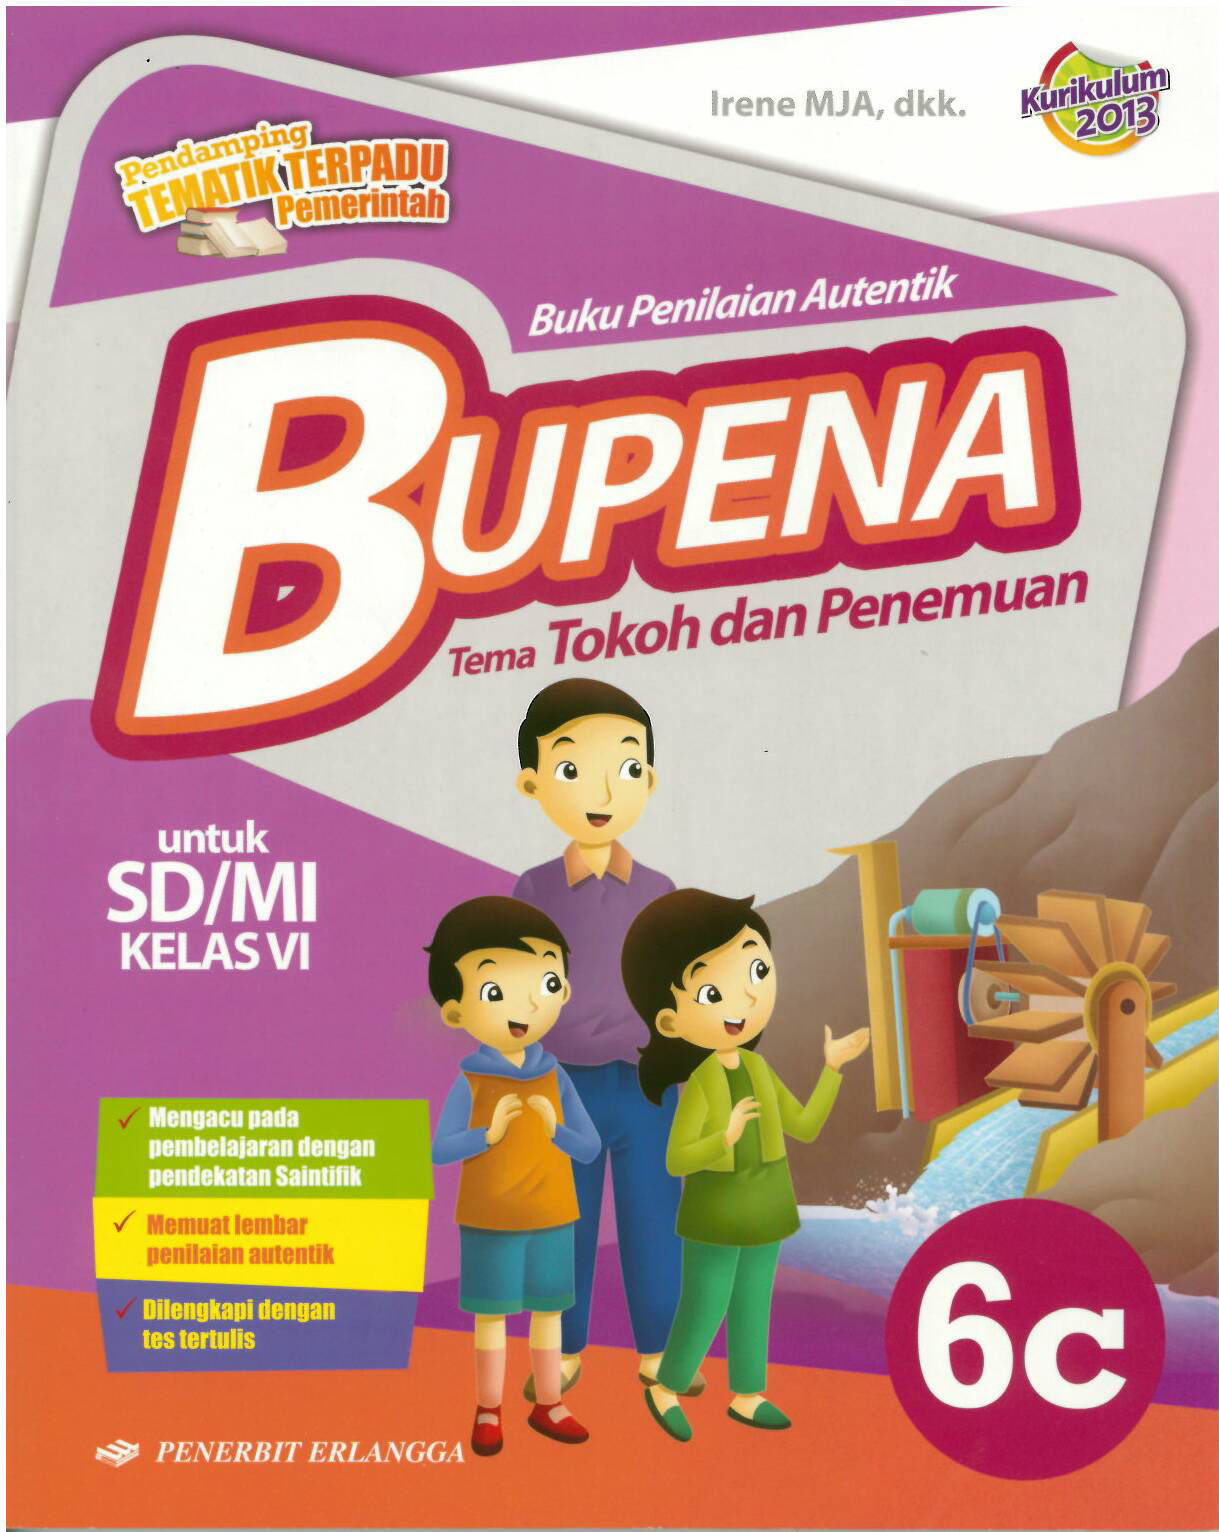 Irene MJA, dkk.
Kurikulum
2013
Pendamping
TEMATIK TERPADU
Pemerintah
Buku Penilaian Autentik
BUPENA
Tema Tokoh dan Penemuan
untuk
SD/MI
KELAS VI
Mengacu pada
pembelajaran dengan
pendekatan Saintifik
Memuat lembar
penilaian autentik
Dilengkapi dengan
tes tertulis
6c
PENERBIT ERLANGGA